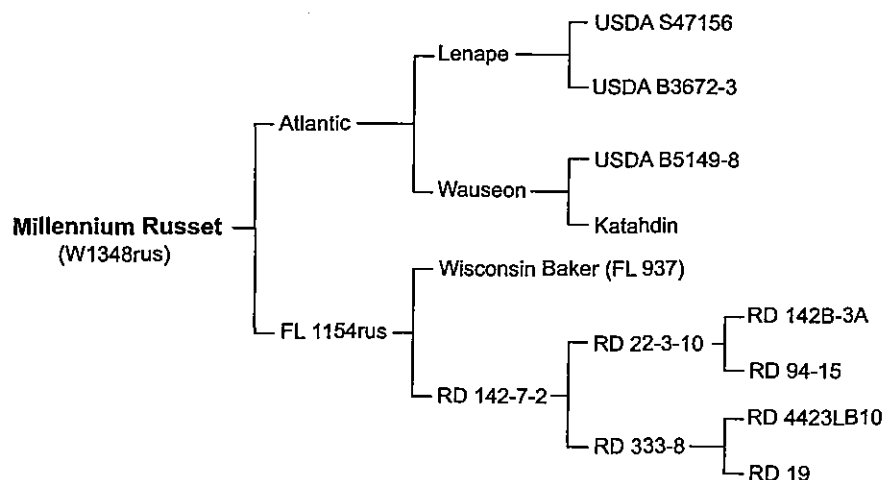 USDA S47156
Lenape
USDA B3672-3
Atlantic
USDA B5149-8
Wauseon
Katahdin
Millennium Russet
(W1348rus)
Wisconsin Baker (FL 937)
FL 1154rus
RD 142B-3A
RD 22-3-10
RD 94-15
RD 142-7-2
RD 4423LB10
RD 333-8
RD 19